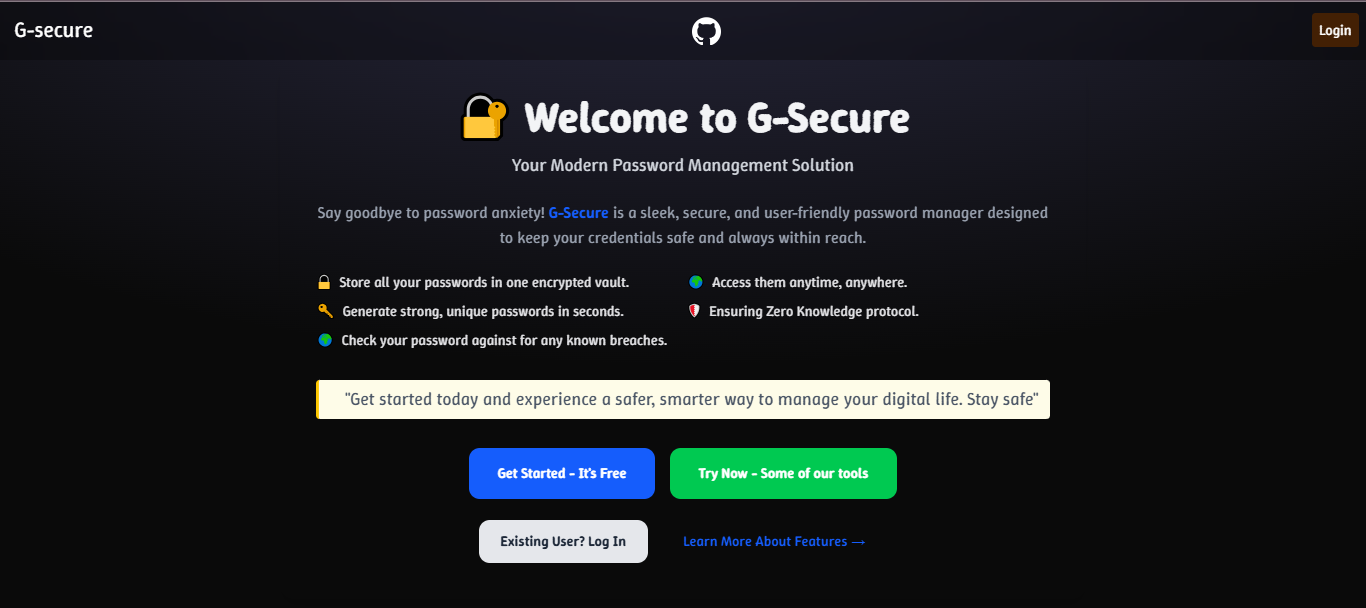 G-secure
Login
Welcome to G-Secure
Your Modern Password Management Solution
Say goodbye to password anxiety! G-Secure is a sleek, secure, and user-friendly password manager designed
to keep your credentials safe and always within reach.
Store all your passwords in one encrypted vault.
Access them anytime, anywhere.
Generate strong, unique passwords in seconds.
Ensuring Zero Knowledge protocol.
Check your password against for any known breaches.
"Get started today and experience a safer, smarter way to manage your digital life. Stay safe"
Get Started - It's Free
Try Now - Some of our tools
Existing User? Log In
Learn More About Features →